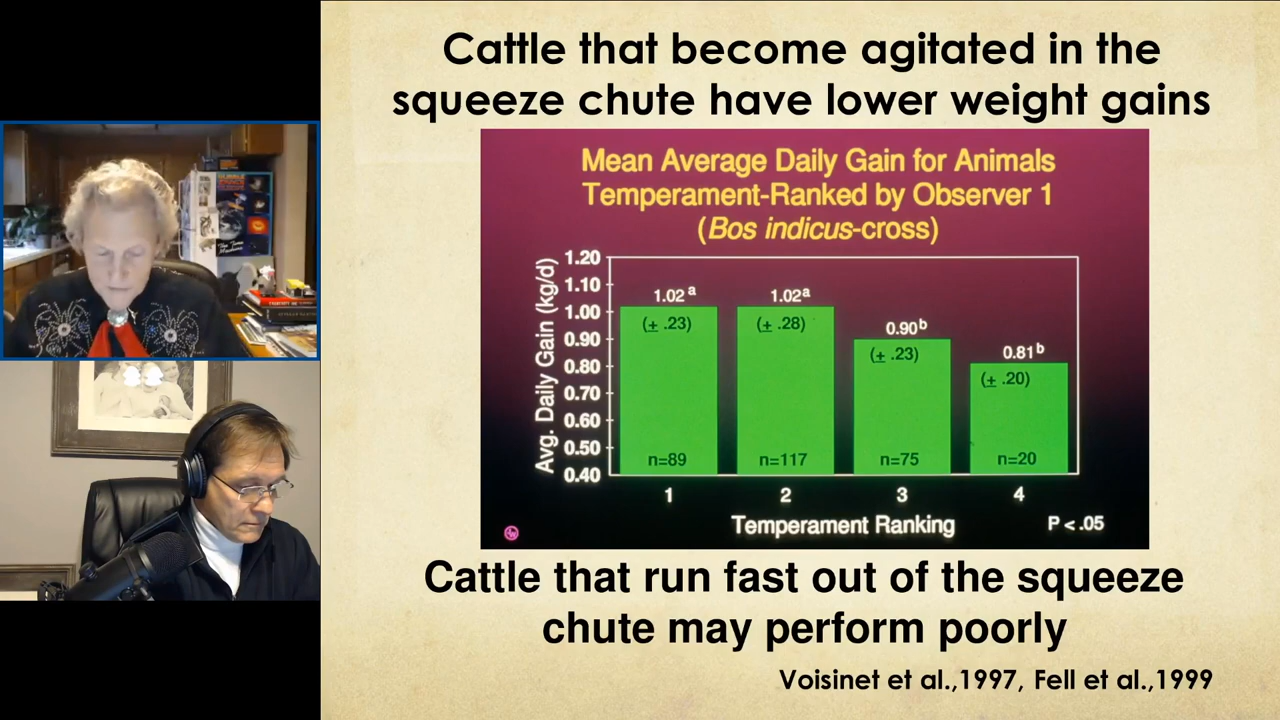 Cattle that become agitated in the
squeeze chute have lower weight gains
Mean Average Daily Gain for Animals
Temperament-Ranked by Observer 1
(Bos indicus-cross)
Avg. Daily Gain (kg/d)
1.20
1.10
1.00
0.90
0.80
0.70
0.60
0.50
0.40
1.02 a
1.02 a
0.90 b
0.81 b
(± .23)
(± .28)
(± .23)
(± .20)
n=89
n=117
n=75
n=20
1
2
3
4
Temperament Ranking
P < .05
Cattle that run fast out of the squeeze
chute may perform poorly
Voisinet et al.,1997, Fell et al.,1999